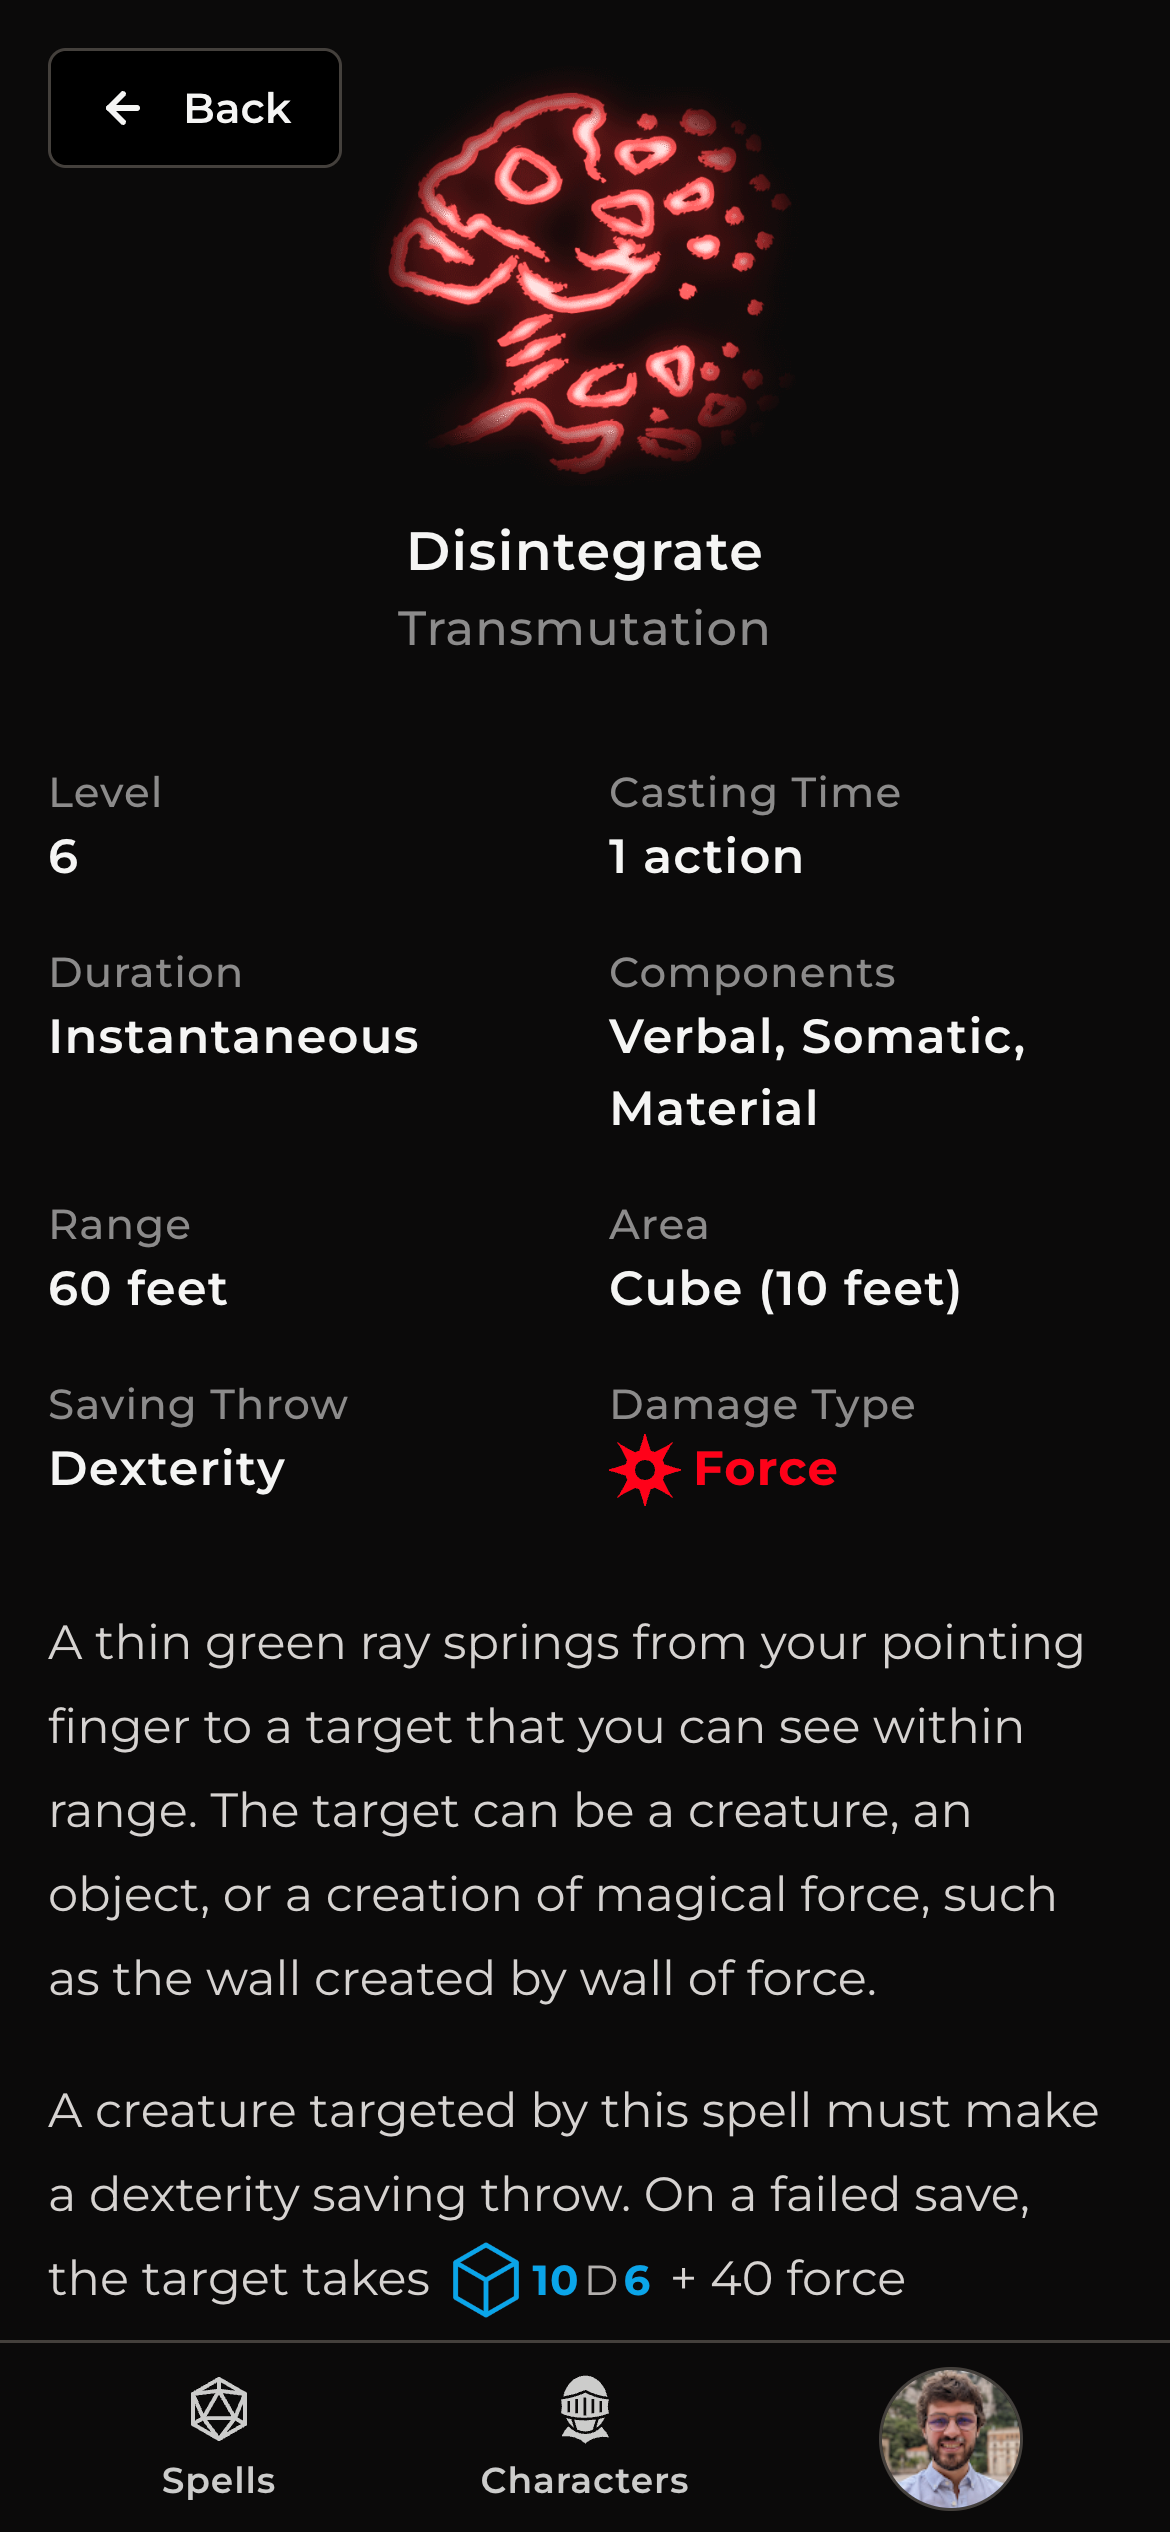 Back
Disintegrate
Transmutation
Level
6
Casting Time
1 action
Duration
Instantaneous
Components
Verbal, Somatic,
Material
Range
60 feet
Area
Cube (10 feet)
Saving Throw
Dexterity
Damage Type
Force
A thin green ray springs from your pointing
finger to a target that you can see within
range. The target can be a creature, an
object, or a creation of magical force, such
as the wall created by wall of force.
A creature targeted by this spell must make
a dexterity saving throw. On a failed save,
the target takes 10D6 + 40 force
Spells
Characters